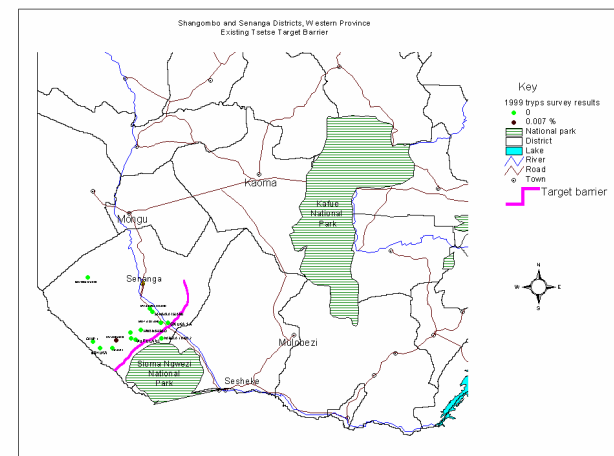 Shangombo and Senanga Districts, Western Province
Existing Tsetse Target Barrier
Key
1999 tryps survey results
0
0.007 %
National park
District
Lake
River
Road
Town
Target barrier
Kaoma
Kafue
National
Park
Mongu
Senanga
Mulobezi
Sioma Ngwezi
National
Park
Sesheke
N
W
E
S